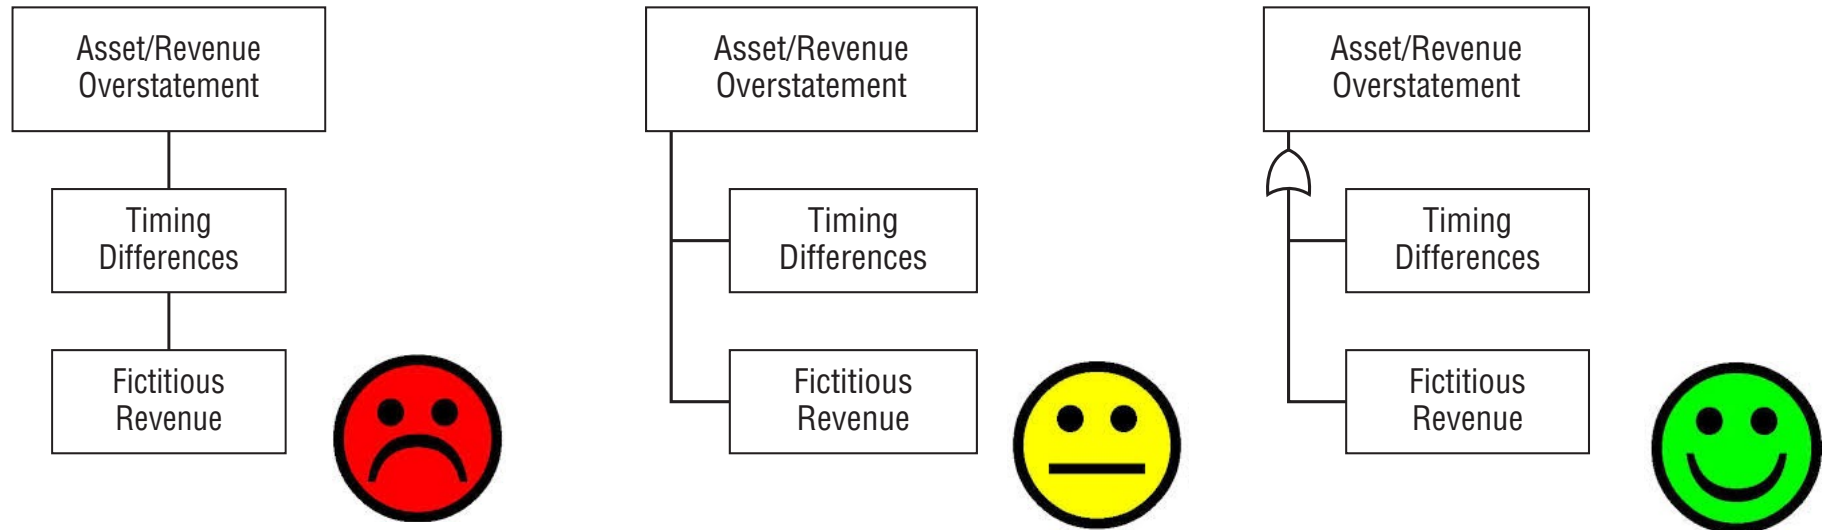 Asset/Revenue
Overstatement
Timing
Differences
Fictitious
Revenue
Asset/Revenue
Overstatement
Timing
Differences
Fictitious
Revenue
Asset/Revenue
Overstatement
Timing
Differences
Fictitious
Revenue